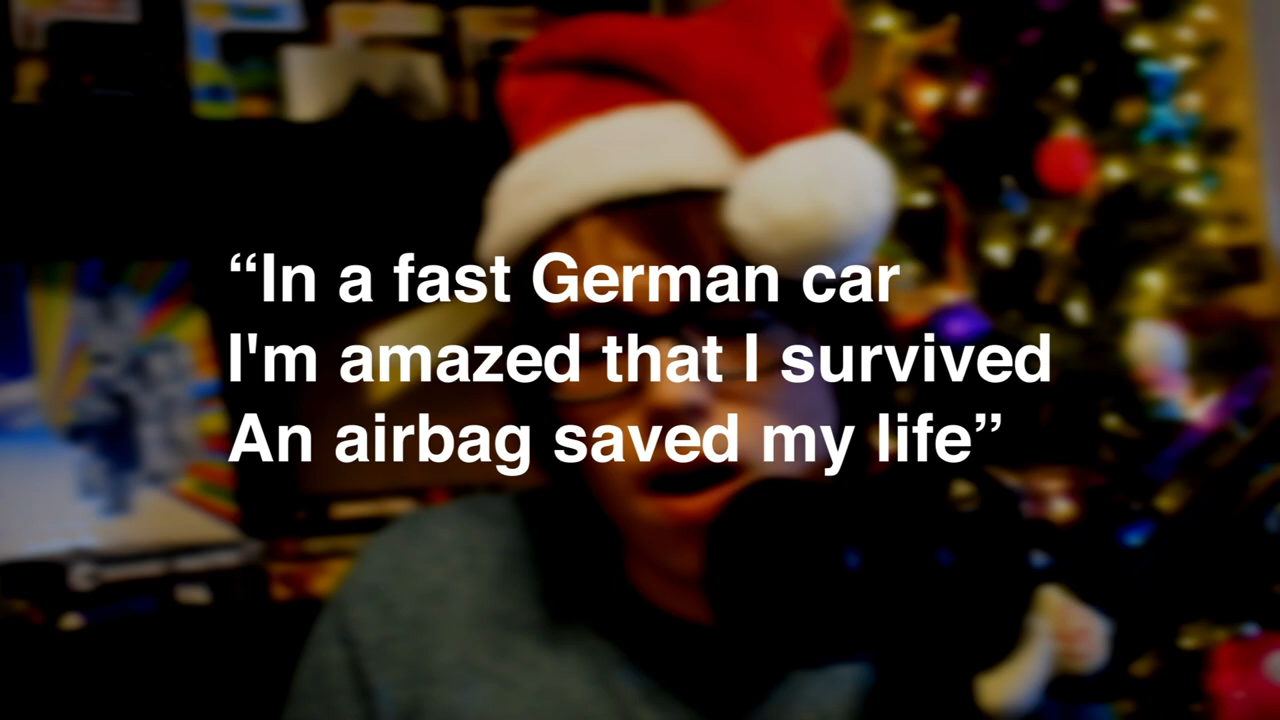 “In a fast German car
I'm amazed that I survived
An airbag saved my life”